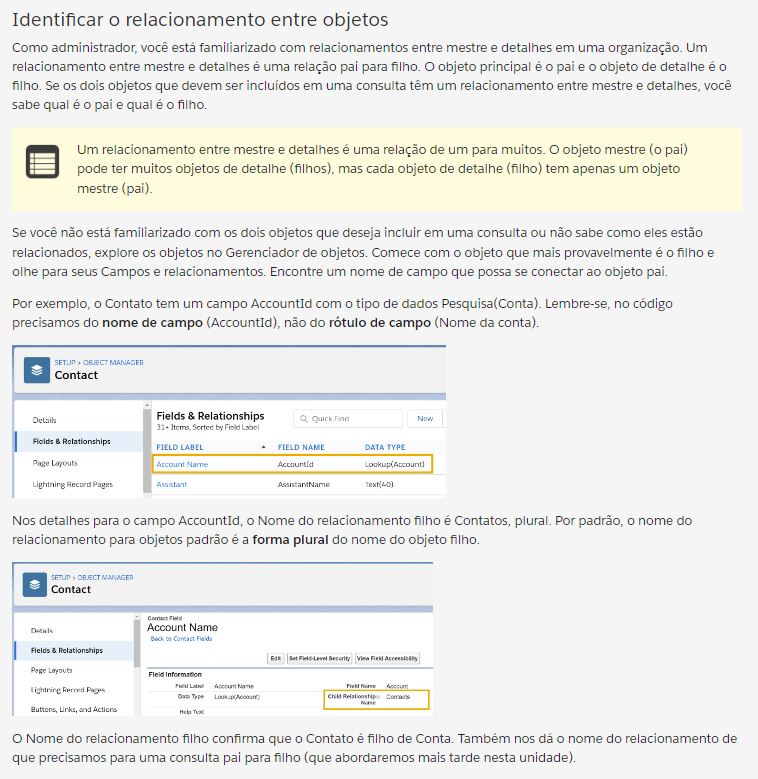 Identificar o relacionamento entre objetos
Como administrador, você está familiarizado com relacionamentos entre mestre e detalhes em uma organização. Um
relacionamento entre mestre e detalhes é uma relação pai para filho. O objeto principal é o pai e o objeto de detalhe é o
filho. Se os dois objetos que devem ser incluídos em uma consulta têm um relacionamento entre mestre e detalhes, você
sabe qual é o pai e qual é o filho.
Um relacionamento entre mestre e detalhes é uma relação de um para muitos. O objeto mestre (o pai)
pode ter muitos objetos de detalhe (filhos), mas cada objeto de detalhe (filho) tem apenas um objeto
mestre (pai).
Se você não está familiarizado com os dois objetos que deseja incluir em uma consulta ou não sabe como eles estão
relacionados, explore os objetos no Gerenciador de objetos. Comece com o objeto que mais provavelmente é o filho e
olhe para seus Campos e relacionamentos. Encontre um nome de campo que possa se conectar ao objeto pai.
Por exemplo, o Contato tem um campo AccountId com o tipo de dados Pesquisa(Conta). Lembre-se, no código
precisamos do nome de campo (AccountId), não do rótulo de campo (Nome da conta).
SETUP > OBJECT MANAGER
Contact
Details
Fields & Relationships
Page Layouts
Lightning Record Pages
Fields & Relationships
31+ Items, Sorted by Field Label
Quick Find
New
FIELD LABEL FIELD NAME DATA TYPE
Account Name AccountId Lookup(Account)
Assistant AssistantName Text(40)
Nos detalhes para o campo AccountId, o Nome do relacionamento filho é Contatos, plural. Por padrão, o nome do
relacionamento para objetos padrão é a forma plural do nome do objeto filho.
SETUP > OBJECT MANAGER
Contact
Details
Fields & Relationships
Page Layouts
Lightning Record Pages
Buttons, Links, and Actions
Contact Field
Account Name
Back to Contact Fields
Edit Set Field-Level Security View Field Accessibility
Field Information
Field Label Account Name Field Name Account
Data Type Lookup(Account) Child Relationship Contacts
Name
Help Text
O Nome do relacionamento filho confirma que o Contato é filho de Conta. Também nos dá o nome do relacionamento de
que precisamos para uma consulta pai para filho (que abordaremos mais tarde nesta unidade).